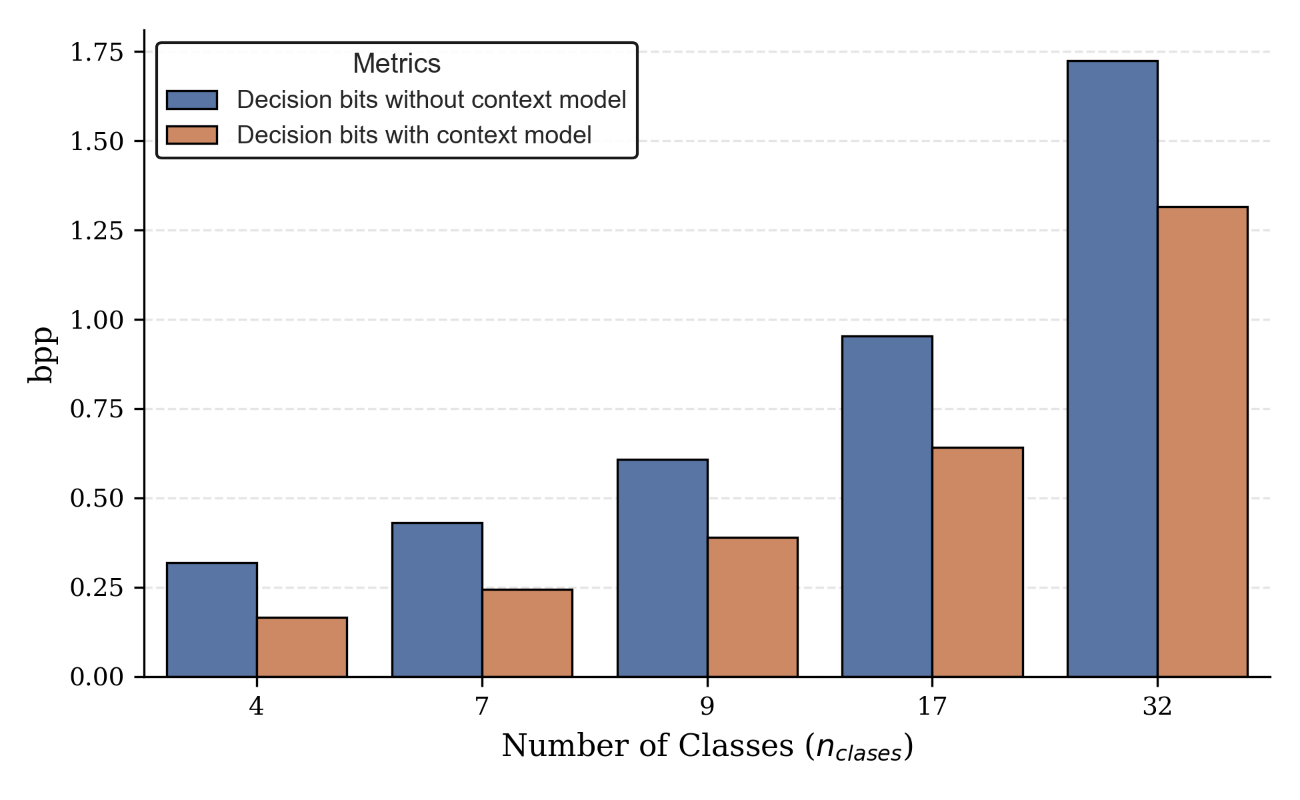 Metrics
Decision bits without context model
Decision bits with context model
bpp
1.75
1.50
1.25
1.00
0.75
0.50
0.25
0.00
4 7 9 17 32
Number of Classes (n_clases)